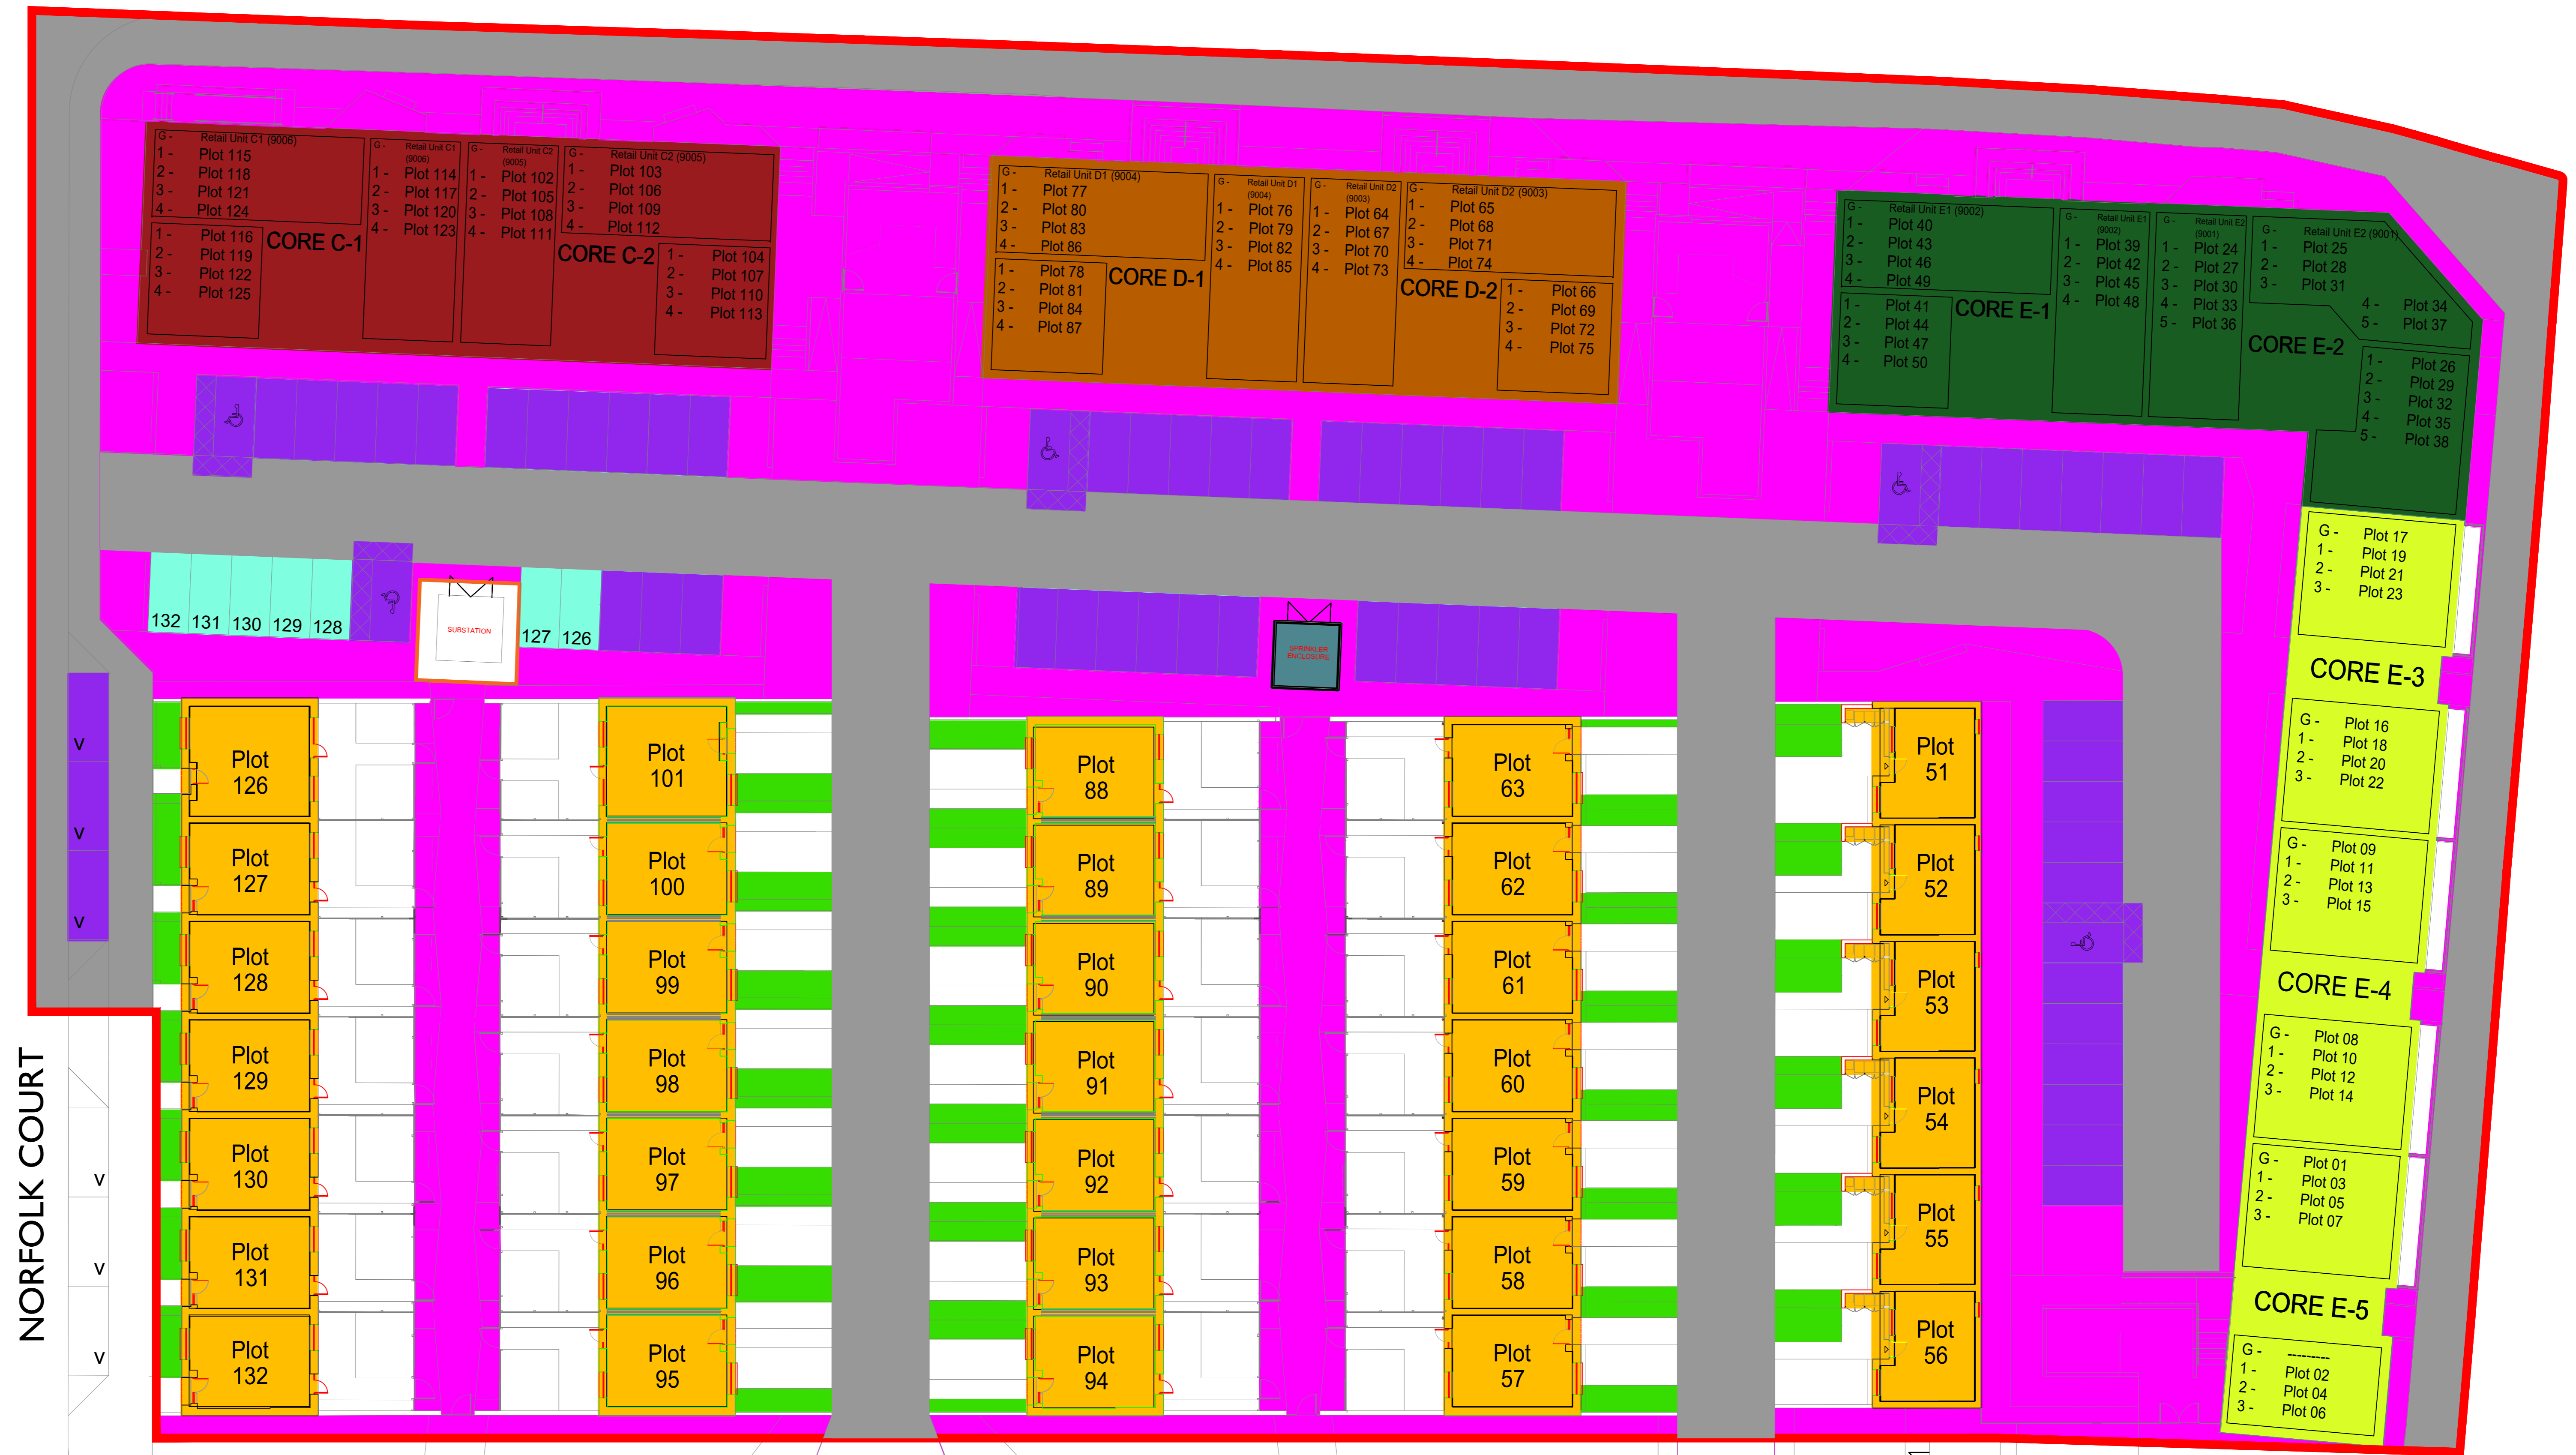 G - Retail Unit C1 (9006)
1 - Plot 115
2 - Plot 118
3 - Plot 121
4 - Plot 124
1 - Plot 116
2 - Plot 119
3 - Plot 122
4 - Plot 125
CORE C-1
G - Retail Unit C1
(9006)
1 - Plot 114
2 - Plot 117
3 - Plot 120
4 - Plot 123
G - Retail Unit C2
(9005)
1 - Plot 102
2 - Plot 105
3 - Plot 108
4 - Plot 111
G - Retail Unit C2 (9005)
1 - Plot 103
2 - Plot 106
3 - Plot 109
4 - Plot 112
CORE C-2
1 - Plot 104
2 - Plot 107
3 - Plot 110
4 - Plot 113
G - Retail Unit D1 (9004)
1 - Plot 77
2 - Plot 80
3 - Plot 83
4 - Plot 86
1 - Plot 78
2 - Plot 81
3 - Plot 84
4 - Plot 87
CORE D-1
G - Retail Unit D1
(9004)
1 - Plot 76
2 - Plot 79
3 - Plot 82
4 - Plot 85
G - Retail Unit D2
(9003)
1 - Plot 64
2 - Plot 67
3 - Plot 70
4 - Plot 73
G - Retail Unit D2 (9003)
1 - Plot 65
2 - Plot 68
3 - Plot 71
4 - Plot 74
CORE D-2
1 - Plot 66
2 - Plot 69
3 - Plot 72
4 - Plot 75
G - Retail Unit E1 (9002)
1 - Plot 40
2 - Plot 43
3 - Plot 46
4 - Plot 49
1 - Plot 41
2 - Plot 44
3 - Plot 47
4 - Plot 50
CORE E-1
G - Retail Unit E1
(9002)
1 - Plot 39
2 - Plot 42
3 - Plot 45
4 - Plot 48
G - Retail Unit E2
(9001)
1 - Plot 24
2 - Plot 27
3 - Plot 30
4 - Plot 33
5 - Plot 36
G - Retail Unit E2 (9001)
1 - Plot 25
2 - Plot 28
3 - Plot 31
4 - Plot 34
5 - Plot 37
CORE E-2
1 - Plot 26
2 - Plot 29
3 - Plot 32
4 - Plot 35
5 - Plot 38
G - Plot 17
1 - Plot 19
2 - Plot 21
3 - Plot 23
CORE E-3
G - Plot 16
1 - Plot 18
2 - Plot 20
3 - Plot 22
G - Plot 09
1 - Plot 11
2 - Plot 13
3 - Plot 15
CORE E-4
G - Plot 08
1 - Plot 10
2 - Plot 12
3 - Plot 14
G - Plot 01
1 - Plot 03
2 - Plot 05
3 - Plot 07
CORE E-5
G - ---------
1 - Plot 02
2 - Plot 04
3 - Plot 06
132 131 130 129 128
SUBSTATION
127 126
SPRINKLER
ENCLOSURE
V
V
V
V
V
V
NORFOLK COURT
Plot
126
Plot
127
Plot
128
Plot
129
Plot
130
Plot
131
Plot
132
Plot
101
Plot
100
Plot
99
Plot
98
Plot
97
Plot
96
Plot
95
Plot
88
Plot
89
Plot
90
Plot
91
Plot
92
Plot
93
Plot
94
Plot
63
Plot
62
Plot
61
Plot
60
Plot
59
Plot
58
Plot
57
Plot
51
Plot
52
Plot
53
Plot
54
Plot
55
Plot
56